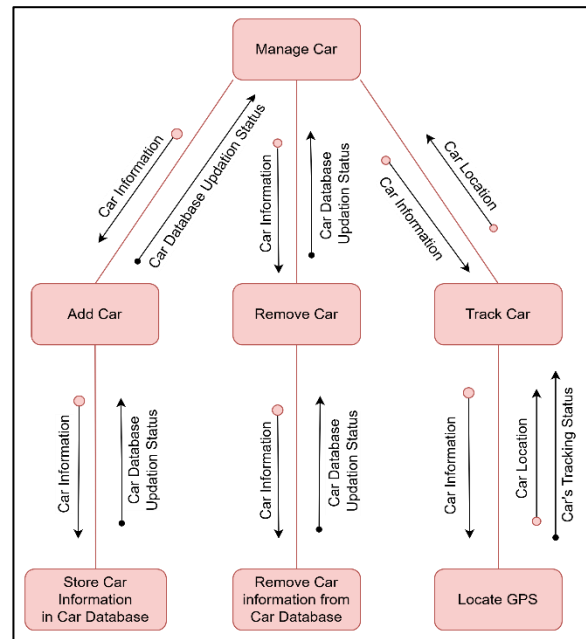 Manage Car
Car Information
Car Database Updation Status
Car Information
Car Database
Updation Status
Car Information
Car Location
Add Car
Remove Car
Track Car
Car Information
Car Database
Updation Status
Car Information
Car Database
Updation Status
Car Information
Car Location
Car's Tracking Status
Store Car
Information
in Car Database
Remove Car
information from
Car Database
Locate GPS